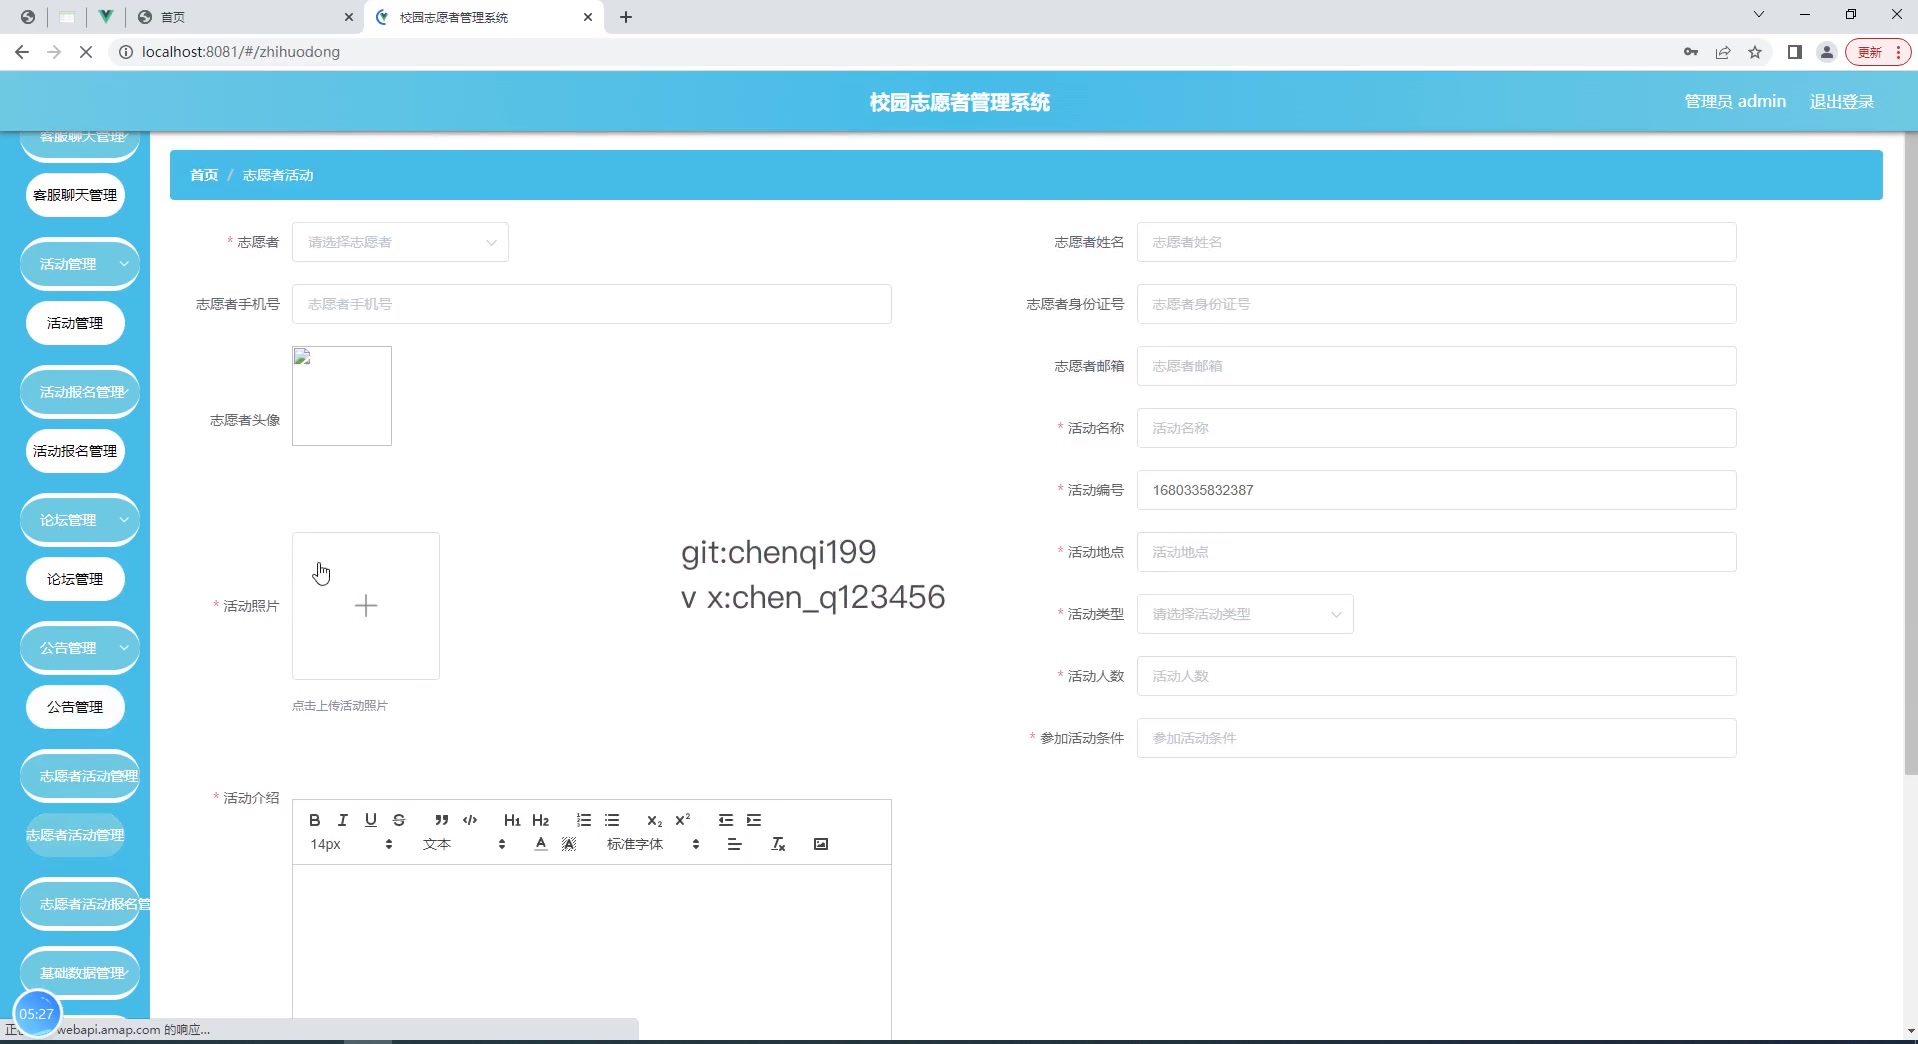 首页
校园志愿者管理系统
localhost:8081/#/zhihuodong
更新
校园志愿者管理系统
管理员 admin
退出登录
客服聊天管理
客服聊天管理
活动管理
活动管理
活动报名管理
活动报名管理
论坛管理
论坛管理
公告管理
公告管理
志愿者活动管理
志愿者活动管理
志愿者活动报名管
基础数据管理
首页 / 志愿者活动
* 志愿者 请选择志愿者
志愿者姓名 志愿者姓名
志愿者手机号 志愿者手机号
志愿者身份证号 志愿者身份证号
志愿者头像
志愿者邮箱 志愿者邮箱
* 活动名称 活动名称
* 活动编号 1680335832387
* 活动照片
点击上传活动照片
git:chenqi199
v x:chen_q123456
* 活动地点 活动地点
* 活动类型 请选择活动类型
* 活动人数 活动人数
* 参加活动条件 参加活动条件
* 活动介绍
B I U S ” </> H1 H2 X2 X2
14px 文本 A A 标准字体 Tx
05:27
正 webapi.amap.com 的响应...